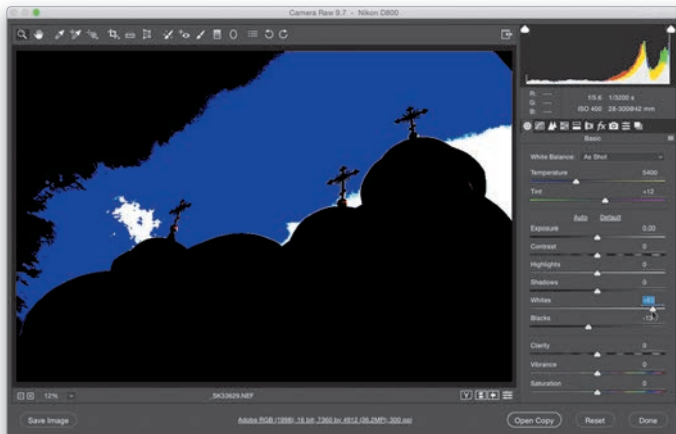 Camera Raw 9.7 - Nikon D800
R: ---
G: ---
B: ---
f/5.6 1/3200 s
ISO 400 28-300@42 mm
fx
Basic
White Balance: As Shot
Temperature 5400
Tint +12
Auto Default
Exposure 0.00
Contrast 0
Highlights 0
Shadows 0
Whites
Blacks
Clarity 0
Vibrance 0
Saturation 0
12% _SK33629.NEF Y
Save Image Adobe RGB (1998); 16 bit; 7360 by 4912 (36.2MP); 300 ppi Open Copy Reset Done